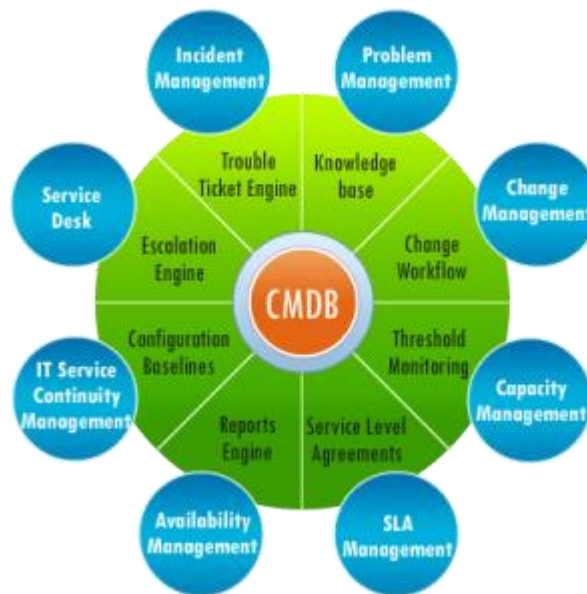 Incident
Management
Problem
Management
Service
Desk
Trouble
Ticket Engine
Knowledge
base
Change
Management
Escalation
Engine
Change
Workflow
CMDB
IT Service
Continuity
Management
Configuration
Baselines
Threshold
Monitoring
Capacity
Management
Reports
Engine
Service Level
Agreements
Availability
Management
SLA
Management